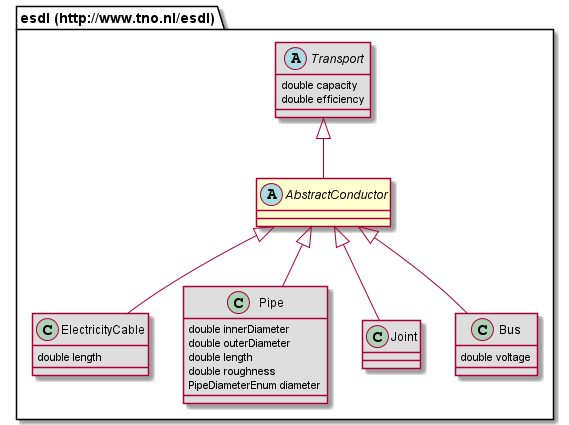 esdl (http://www.tno.nl/esdl)
A Transport
double capacity
double efficiency
A AbstractConductor
C ElectricityCable
double length
C Pipe
double innerDiameter
double outerDiameter
double length
double roughness
PipeDiameterEnum diameter
C Joint
C Bus
double voltage